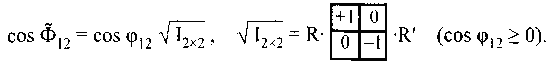 cos Φ̃₁₂ = cos φ₁₂ √I₂ₓ₂ , √I₂ₓ₂ = R· +1 0 0 −1 ·R′ (cos φ₁₂ ≥ 0).